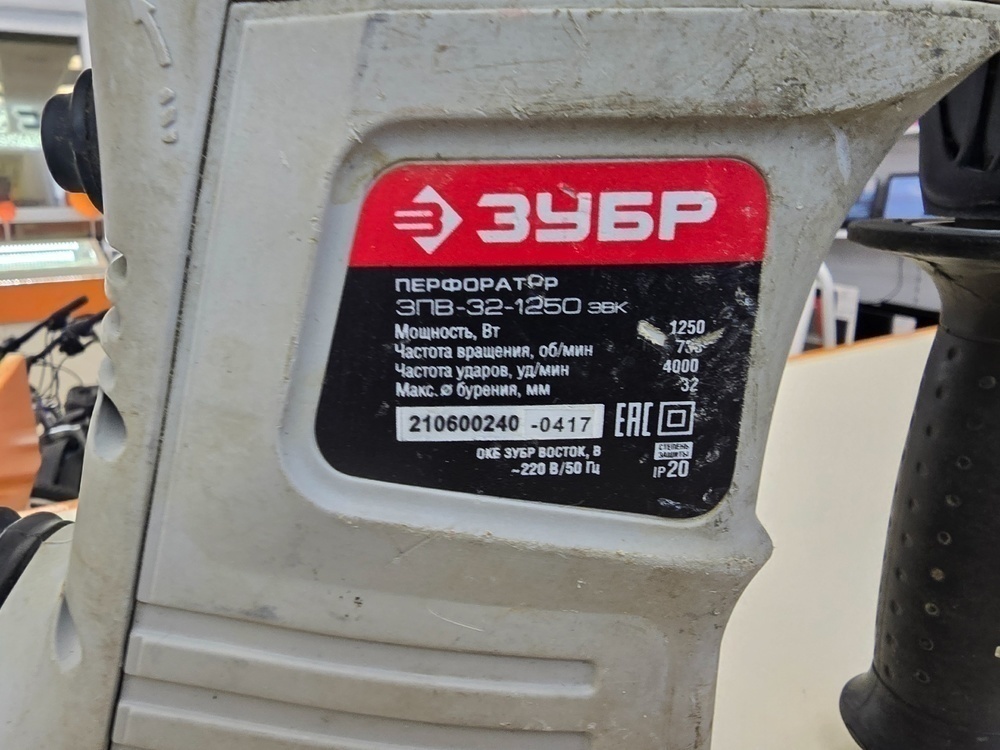 ЗУБР
ПЕРФОРАТОР
ЗПВ-32-1250 ЭВК
Мощность, Вт 1250
Частота вращения, об/мин
Частота ударов, уд/мин 4000
Макс. Ø бурения, мм 32
210600240 -0417 EAC
ОКБ ЗУБР ВОСТОК, В
~220 В/50 Гц
СТЕПЕНЬ
ЗАЩИТЫ
IP20